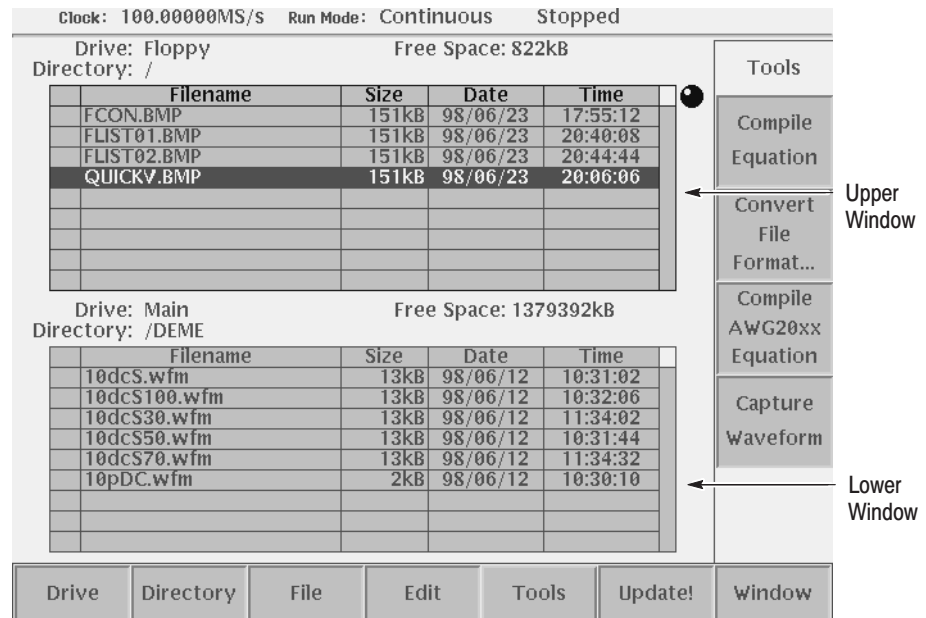 Clock: 100.00000MS/s Run Mode: Continuous Stopped
Drive: Floppy Free Space: 822kB
Directory: /
Filename Size Date Time
FCON.BMP 151kB 98/06/23 17:55:12
FLIST01.BMP 151kB 98/06/23 20:40:08
FLIST02.BMP 151kB 98/06/23 20:44:44
QUICKV.BMP 151kB 98/06/23 20:06:06
Drive: Main Free Space: 1379392kB
Directory: /DEME
Filename Size Date Time
10dcS.wfm 13kB 98/06/12 10:31:02
10dcS100.wfm 13kB 98/06/12 10:32:06
10dcS30.wfm 13kB 98/06/12 11:34:02
10dcS50.wfm 13kB 98/06/12 10:31:44
10dcS70.wfm 13kB 98/06/12 11:34:32
10pDC.wfm 2kB 98/06/12 10:30:10
Tools
Compile
Equation
Convert
File
Format...
Compile
AWG20xx
Equation
Capture
Waveform
Upper
Window
Lower
Window
Drive Directory File Edit Tools Update! Window